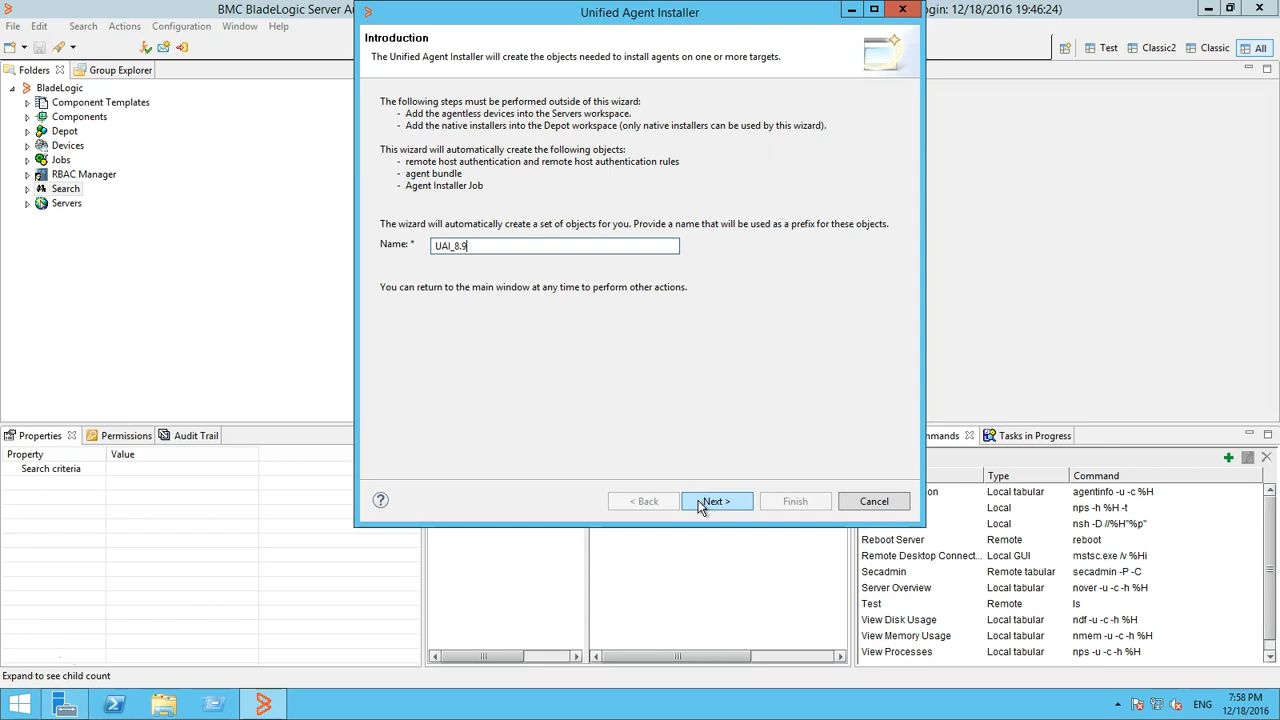 BMC BladeLogic Server Au
Unified Agent Installer
ogin: 12/18/2016 19:46:24)
File Edit Search Actions Configuration Window Help
Test Classic2 Classic All
Folders Group Explorer
BladeLogic
Component Templates
Components
Depot
Devices
Jobs
RBAC Manager
Search
Servers
Introduction
The Unified Agent Installer will create the objects needed to install agents on one or more targets.
The following steps must be performed outside of this wizard:
- Add the agentless devices into the Servers workspace.
- Add the native installers into the Depot workspace (only native installers can be used by this wizard).
This wizard will automatically create the following objects:
- remote host authentication and remote host authentication rules
- agent bundle
- Agent Installer Job
The wizard will automatically create a set of objects for you. Provide a name that will be used as a prefix for these objects.
Name: * UAI_8.9
You can return to the main window at any time to perform other actions.
< Back Next > Finish Cancel
Properties Permissions Audit Trail
Property Value
Search criteria
mmands Tasks in Progress
Type Command
on Local tabular agentinfo -u -c %H
Local tabular nps -h %H -t
Local nsh -D //%H"%p"
Reboot Server Remote reboot
Remote Desktop Connect... Local GUI mstsc.exe /v %Hi
Secadmin Remote tabular secadmin -P -C
Server Overview Local tabular nover -u -c -h %H
Test Remote ls
View Disk Usage Local tabular ndf -u -c -h %H
View Memory Usage Local tabular nmem -u -c -h %H
View Processes Local tabular nps -u -c -h %H
Expand to see child count
ENG
7:58 PM
12/18/2016